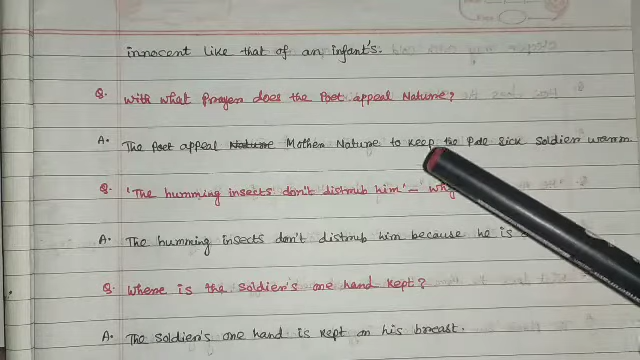 innocent like that of an infant's.
Q. With what Prayer does the Poet appeal Nature?
A. The Poet appeal Nature Mother Nature to keep the Pale Sick Soldier warm
Q. 'The humming insects don't distrub him' –
A. The humming insects don't distrub him because he is
Q. Where is the soldier's one hand kept?
A. The soldier's one hand is kept on his breast.